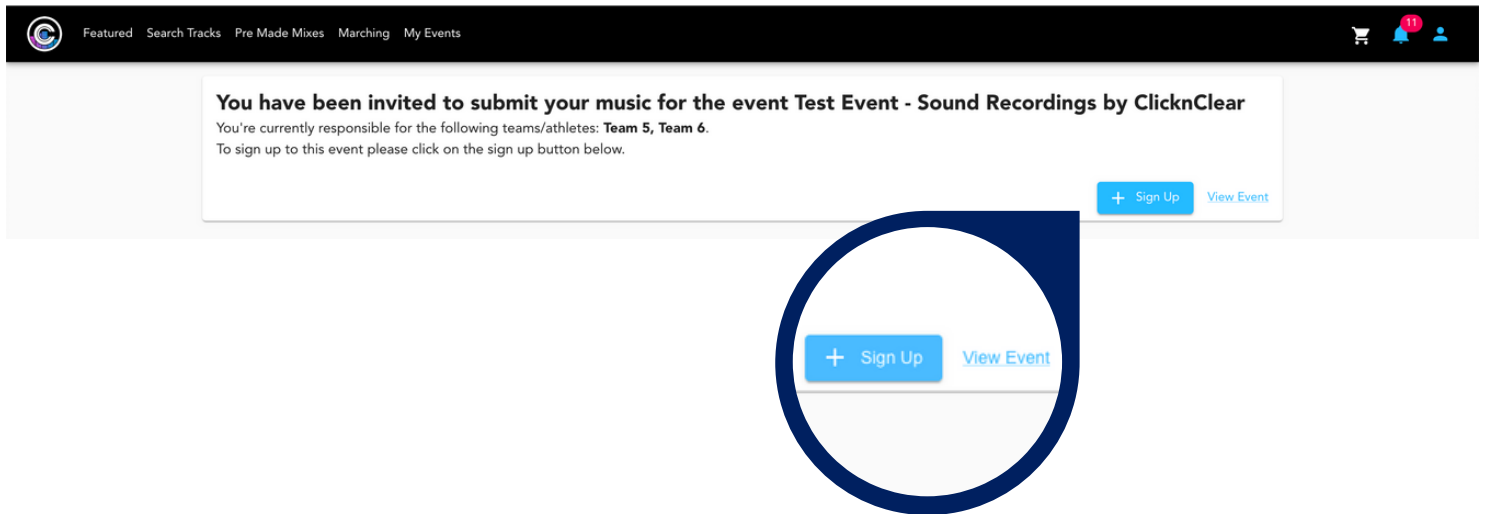 Featured Search Tracks Pre Made Mixes Marching My Events
11
You have been invited to submit your music for the event Test Event - Sound Recordings by ClicknClear
You're currently responsible for the following teams/athletes: Team 5, Team 6.
To sign up to this event please click on the sign up button below.
+ Sign Up View Event
+ Sign Up View Event